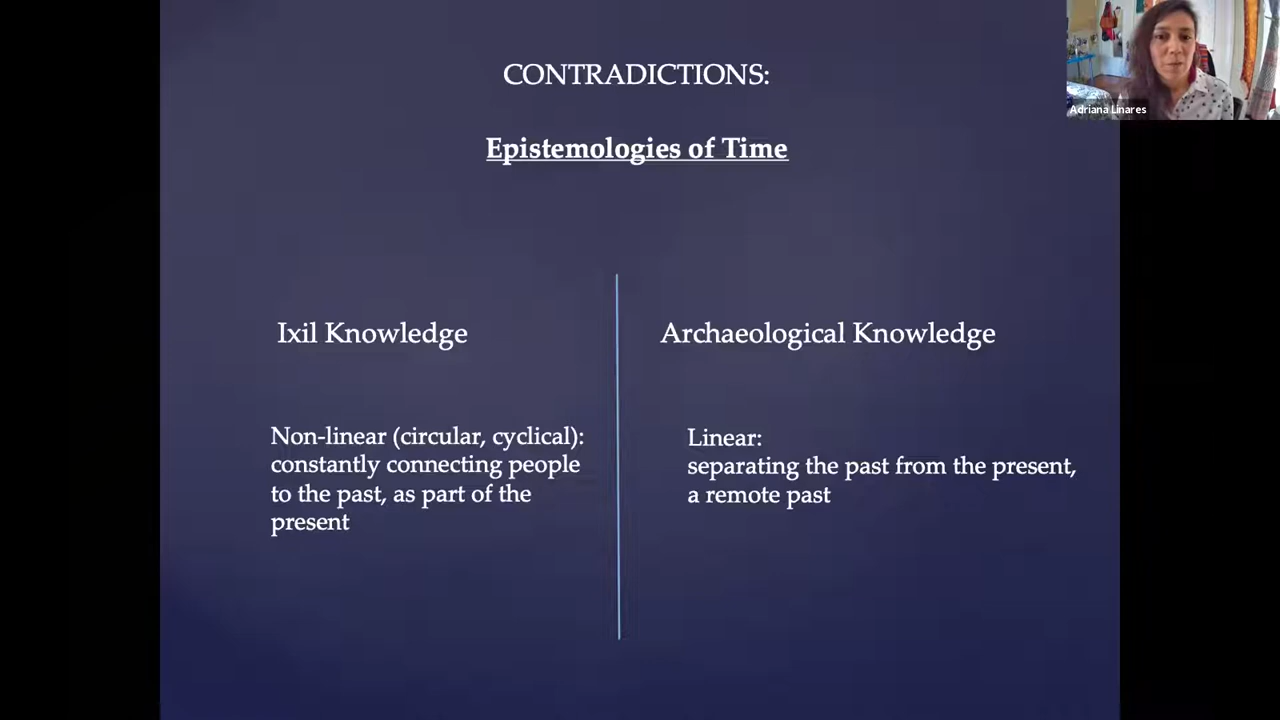 CONTRADICTIONS:
Epistemologies of Time
Ixil Knowledge
Non-linear (circular, cyclical):
constantly connecting people
to the past, as part of the
present
Archaeological Knowledge
Linear:
separating the past from the present,
a remote past
Adriana Linares